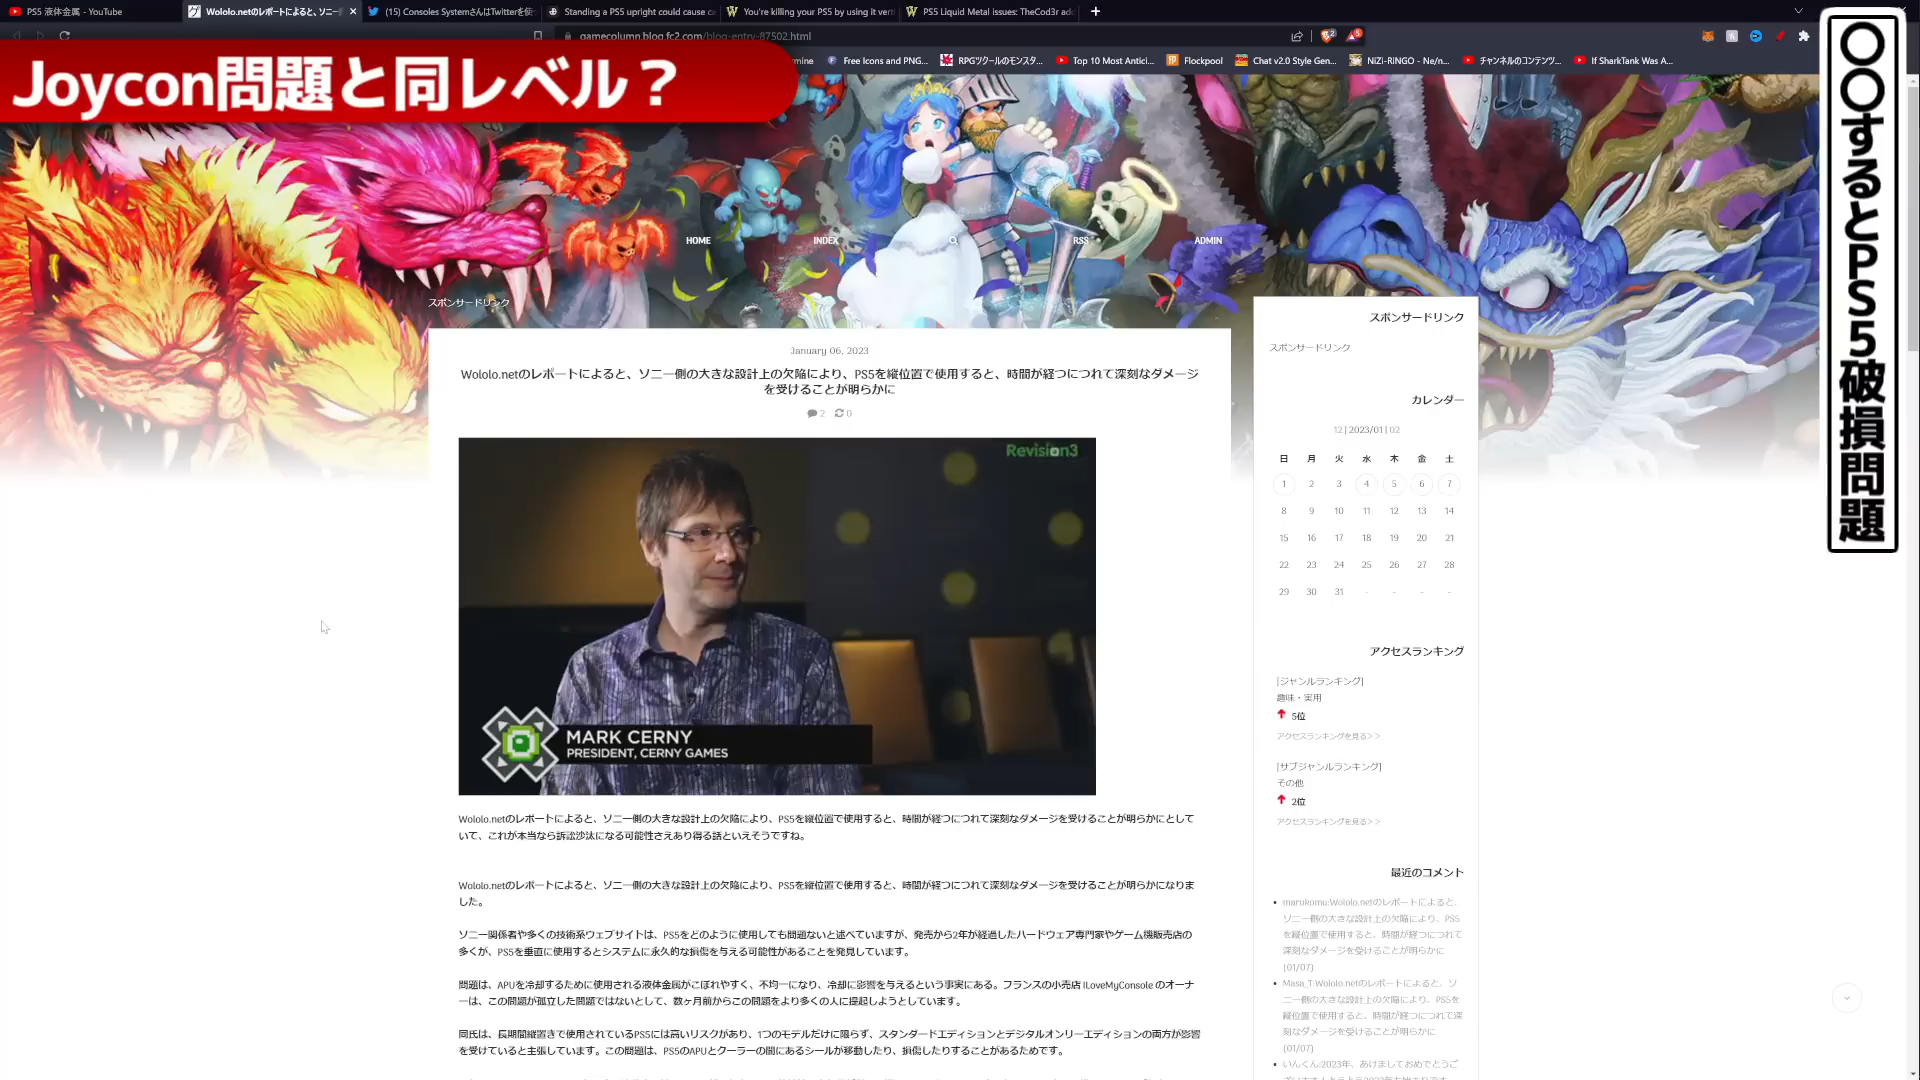 PS5 液体金属 - YouTube
Wololo.netのレポートによると、ソニー
(15) Consoles SystemさんはTwitterを使
Standing a PS5 upright could cause
You're killing your PS5 by using it vert
PS5 Liquid Metal issues: TheCod3r
gamecolumn.blog.fc2.com/blog-entry-87502.html
Free Icons and PNG...
RPGツクールのモンスタ...
Top 10 Most Antici...
Flockpool
Chat v2.0 Style Gen...
NIZI-RINGO - Ne/n...
チャンネルのコンテンツ...
If SharkTank Was A...
Joycon問題と同レベル？
〇〇するとPS5破損問題
HOME
INDEX
RSS
ADMIN
スポンサードリンク
January 06, 2023
Wololo.netのレポートによると、ソニー側の大きな設計上の欠陥により、PS5を縦位置で使用すると、時間が経つにつれて深刻なダメージ
を受けることが明らかに
2 0
Revision3
MARK CERNY
PRESIDENT, CERNY GAMES
Wololo.netのレポートによると、ソニー側の大きな設計上の欠陥により、PS5を縦位置で使用すると、時間が経つにつれて深刻なダメージを受けることが明らかにとして
いて、これが本当なら訴訟沙汰になる可能性さえあり得る話といえそうですね。
Wololo.netのレポートによると、ソニー側の大きな設計上の欠陥により、PS5を縦位置で使用すると、時間が経つにつれて深刻なダメージを受けることが明らかになりま
した。
ソニー関係者や多くの技術系ウェブサイトは、PS5をどのように使用しても問題ないと述べていますが、発売から2年が経過したハードウェア専門家やゲーム機販売店の
多くが、PS5を垂直に使用するとシステムに永久的な損傷を与える可能性があることを発見しています。
問題は、APUを冷却するために使用される液体金属がこぼれやすく、不均一になり、冷却に影響を与えるという事実にある。フランスの小売店 ILoveMyConsole のオーナ
ーは、この問題が孤立した問題ではないとして、数ヶ月前からこの問題をより多くの人に提起しようとしています。
同氏は、長期間縦置きで使用されているPS5には高いリスクがあり、1つのモデルだけに限らず、スタンダードエディションとデジタルオンリーエディションの両方が影響
を受けていると主張しています。この問題は、PS5のAPUとクーラーの間にあるシールが移動したり、損傷したりすることがあるためです。
スポンサードリンク
スポンサードリンク
カレンダー
12 | 2023/01 | 02
日 月 火 水 木 金 土
1 2 3 4 5 6 7
8 9 10 11 12 13 14
15 16 17 18 19 20 21
22 23 24 25 26 27 28
29 30 31 - - - -
アクセスランキング
[ジャンルランキング]
趣味・実用
5位
アクセスランキングを見る>>
[サブジャンルランキング]
その他
2位
アクセスランキングを見る>>
最近のコメント
marukomu:Wololo.netのレポートによると、
ソニー側の大きな設計上の欠陥により、PS5
を縦位置で使用すると、時間が経つにつれて
深刻なダメージを受けることが明らかに
(01/07)
Masa_T:Wololo.netのレポートによると、ソ
ニー側の大きな設計上の欠陥により、PS5を
縦位置で使用すると、時間が経つにつれて深
刻なダメージを受けることが明らかに
(01/07)
いんくん:2023年、あけましておめでとうご